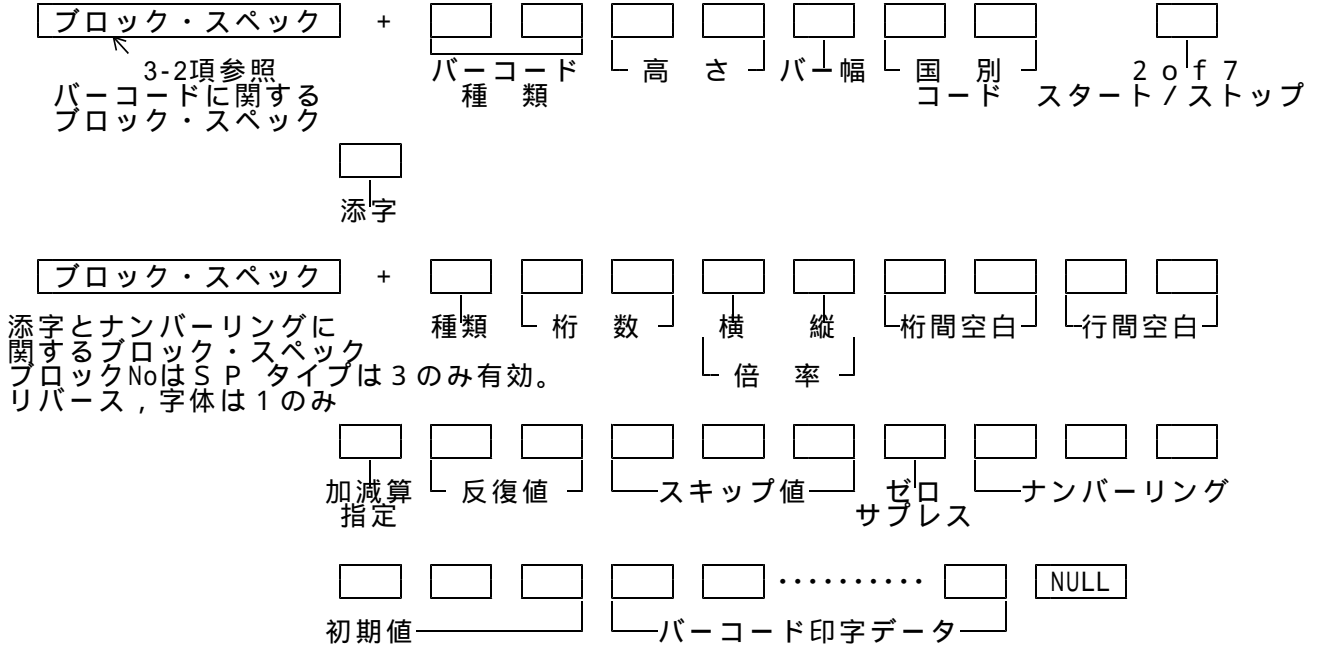 ブロック・スペック +
3-2項参照
バーコードに関する
ブロック・スペック
バーコード
種 類
高 さ
バー幅
国 別
コード
2of7
スタート/ストップ
添字
ブロック・スペック +
添字とナンバーリングに
関するブロック・スペック
ブロックNoはSP タイプは3のみ有効。
リバース,字体は1のみ
種類
桁 数
横 縦
倍 率
桁間空白
行間空白
加減算
指定
反復値
スキップ値
ゼロ
サプレス
ナンバーリング
NULL
初期値
バーコード印字データ